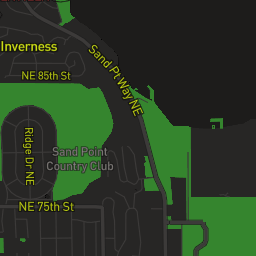 Inverness
Sand Pt Way NE
NE 85th St
Ridge Dr NE
Sand Point
Country Club
NE 75th St